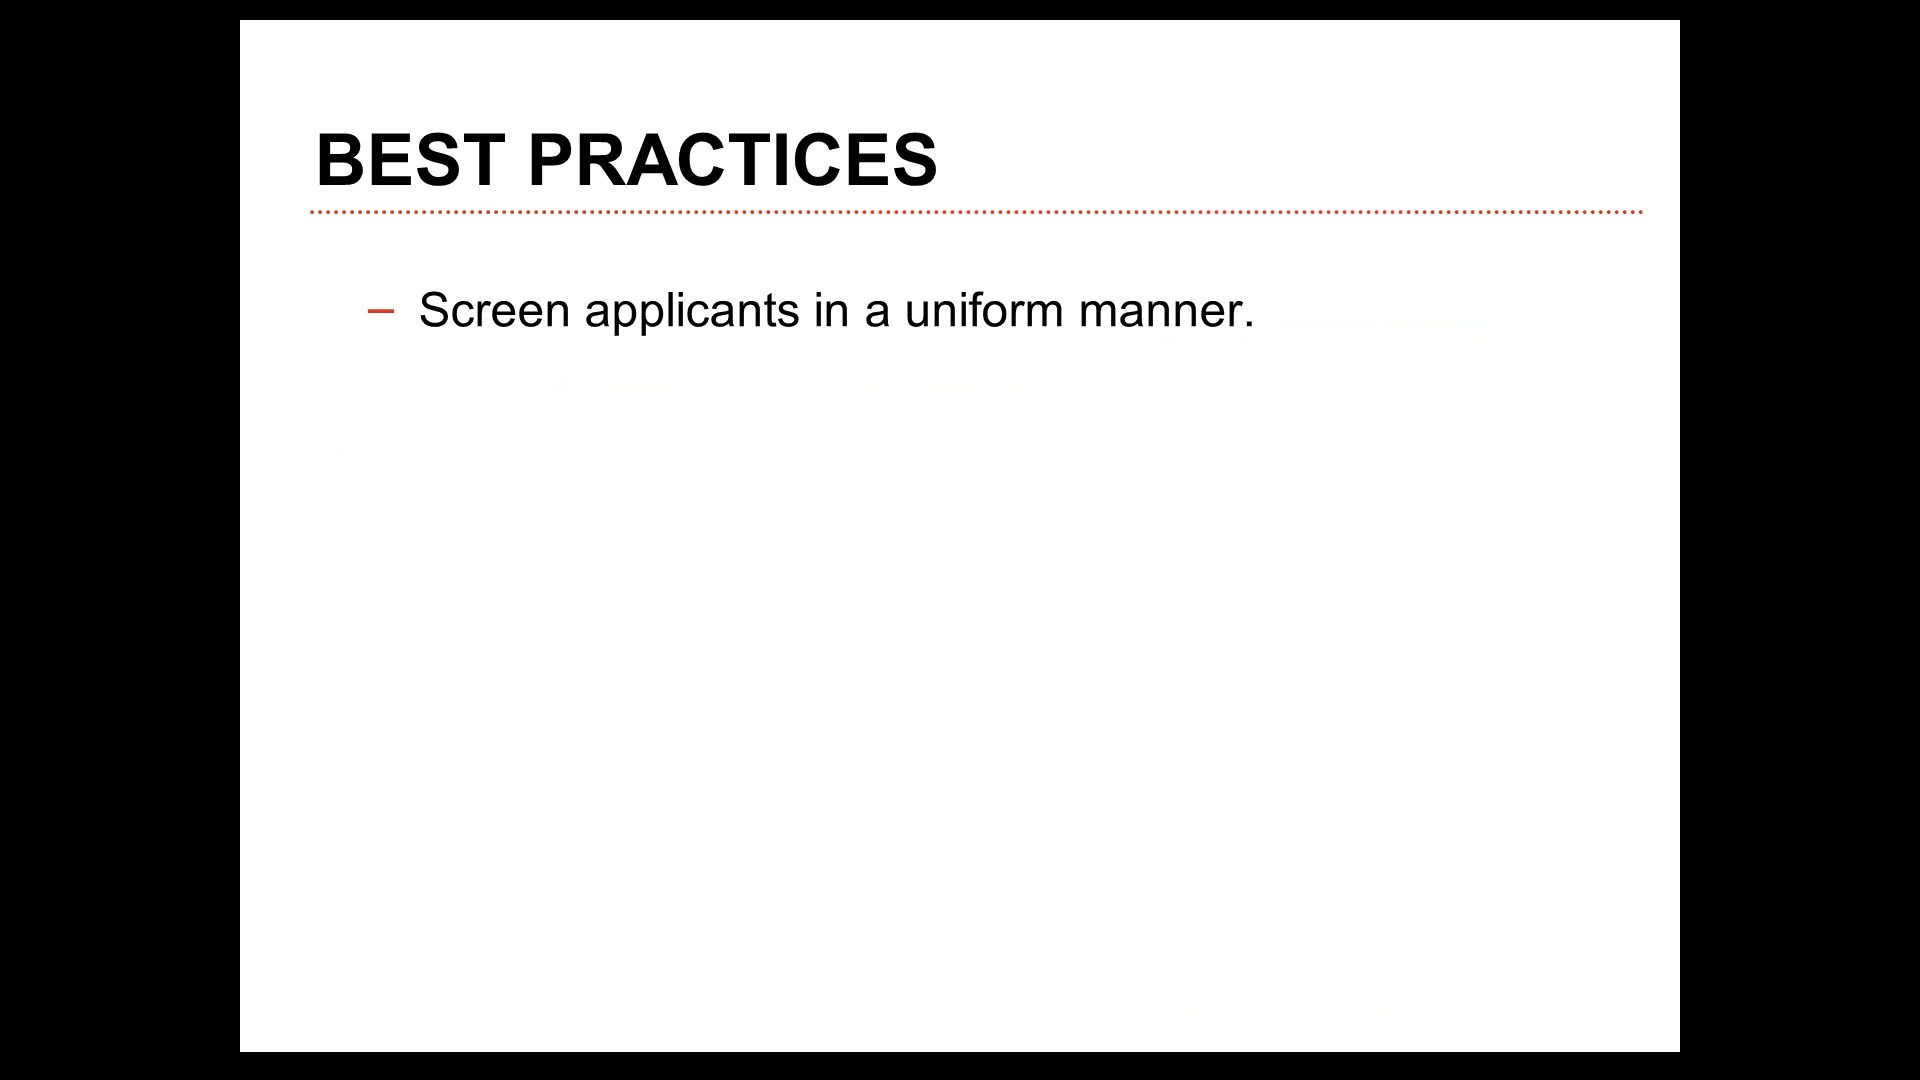 BEST PRACTICES
– Screen applicants in a uniform manner.